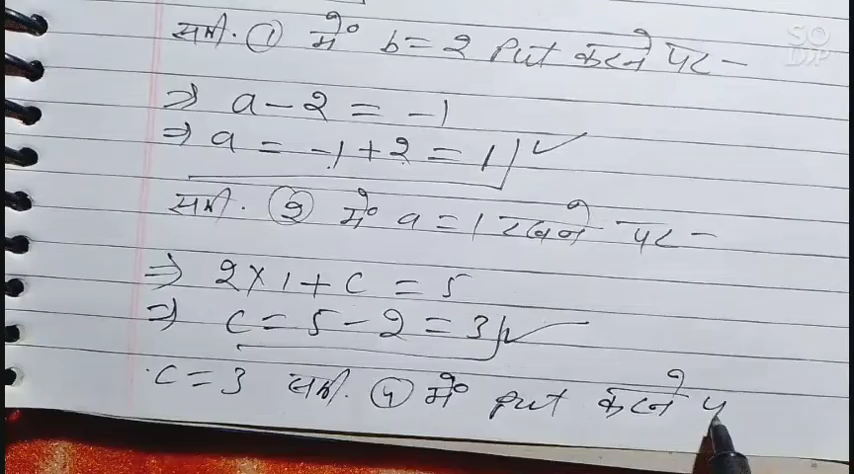 समी. ① में b = 2 Put करने पर -
⇒ a - 2 = -1
⇒ a = -1 + 2 = 1
समी. ② में a = 1 रखने पर -
⇒ 2 × 1 + c = 5
⇒ c = 5 - 2 = 3
c = 3 समी. ④ में put करने प